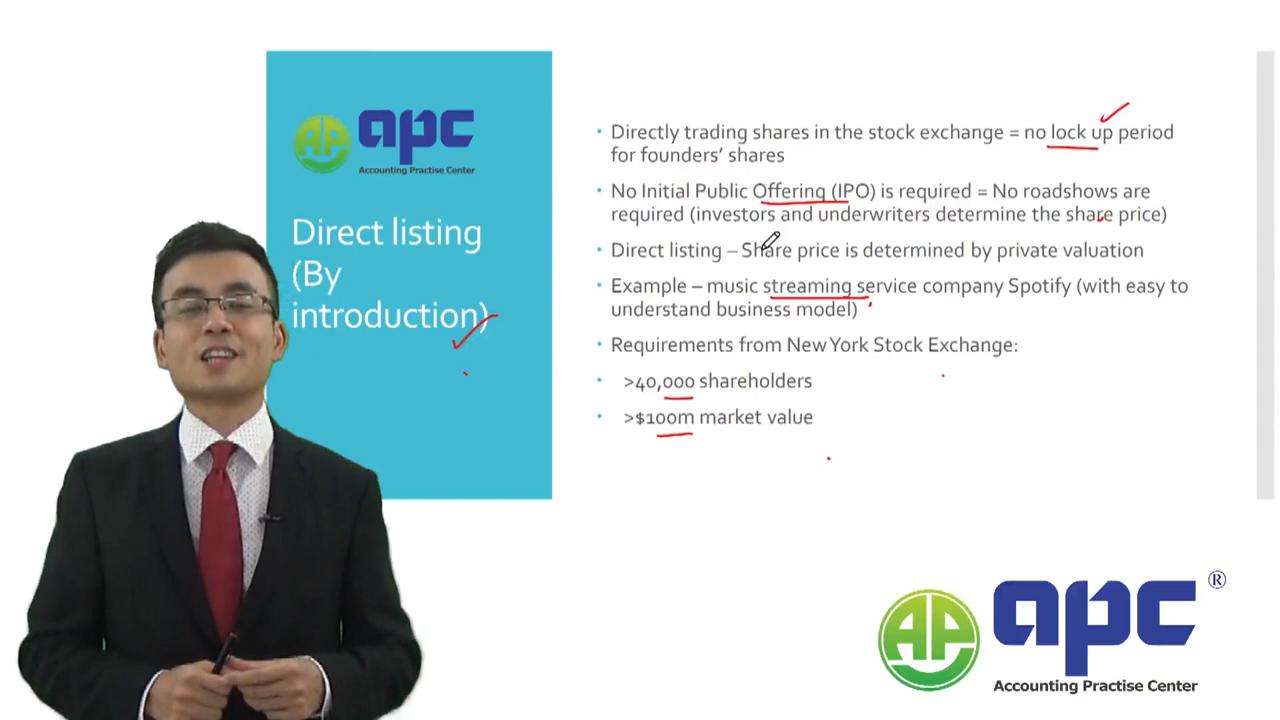 apc
Accounting Practise Center
Direct listing
(By
introduction)
• Directly trading shares in the stock exchange = no lock up period
for founders' shares
• No Initial Public Offering (IPO) is required = No roadshows are
required (investors and underwriters determine the share price)
• Direct listing – Share price is determined by private valuation
• Example – music streaming service company Spotify (with easy to
understand business model)
• Requirements from New York Stock Exchange:
• >40,000 shareholders
• >$100m market value
AP
apc ®
Accounting Practise Center